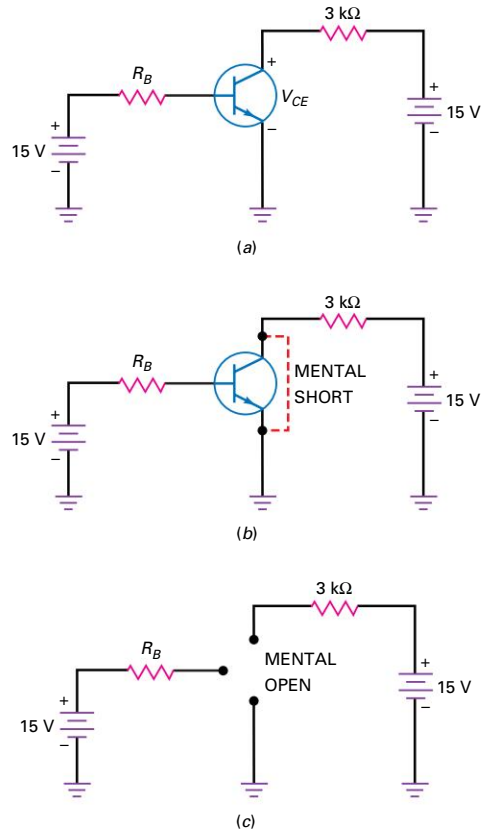 3 kΩ
+
R_B
V_CE
+
15 V
−
+
15 V
−
−
(a)
3 kΩ
R_B
MENTAL
SHORT
+
15 V
−
+
15 V
−
(b)
3 kΩ
R_B
MENTAL
OPEN
+
15 V
−
+
15 V
−
(c)